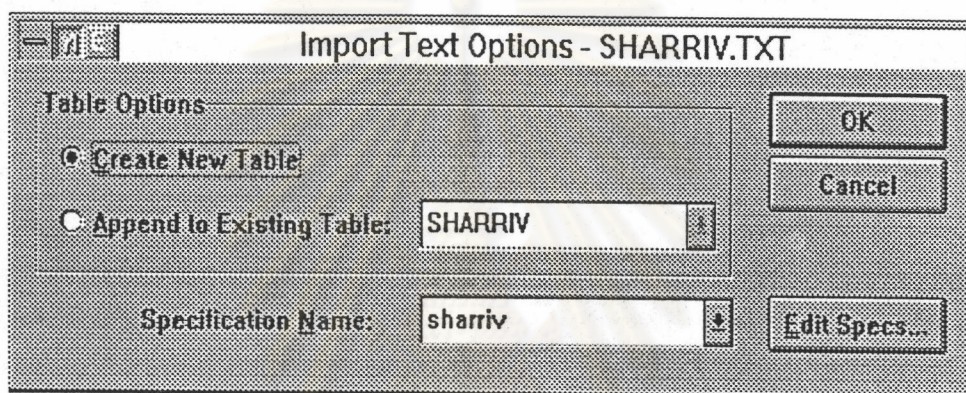 Import Text Options - SHARRIV.TXT
Table Options
Create New Table
Append to Existing Table: SHARRIV
Specification Name: sharriv
OK
Cancel
Edit Specs...